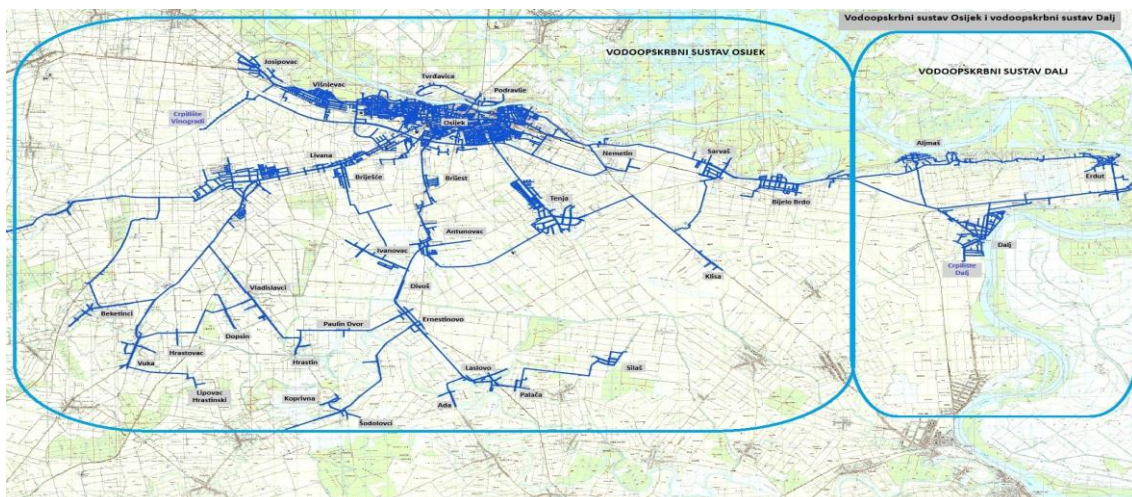 Vodoopskrbni sustav Osijek i vodoopskrbni sustav Dalj
VODOOPSKRBNI SUSTAV OSIJEK
VODOOPSKRBNI SUSTAV DALJ
Josipovac
Tvrđavica
Višnjevac
Podravlje
Crpilište
Vinogradi
Osijek
Livana
Nemetin
Sarvaš
Aljmaš
Erdut
Briješće
Brijest
Bijelo Brdo
Tenja
Antunovac
Ivanovac
Dalj
Crpilište
Dalj
Klisa
Divoš
Vladislavci
Beketinci
Ernestinovo
Paulin Dvor
Dopsin
Hrastovac
Hrastin
Vuka
Silaš
Laslovo
Lipovac
Hrastinski
Palača
Koprivna
Ada
Šodolovci